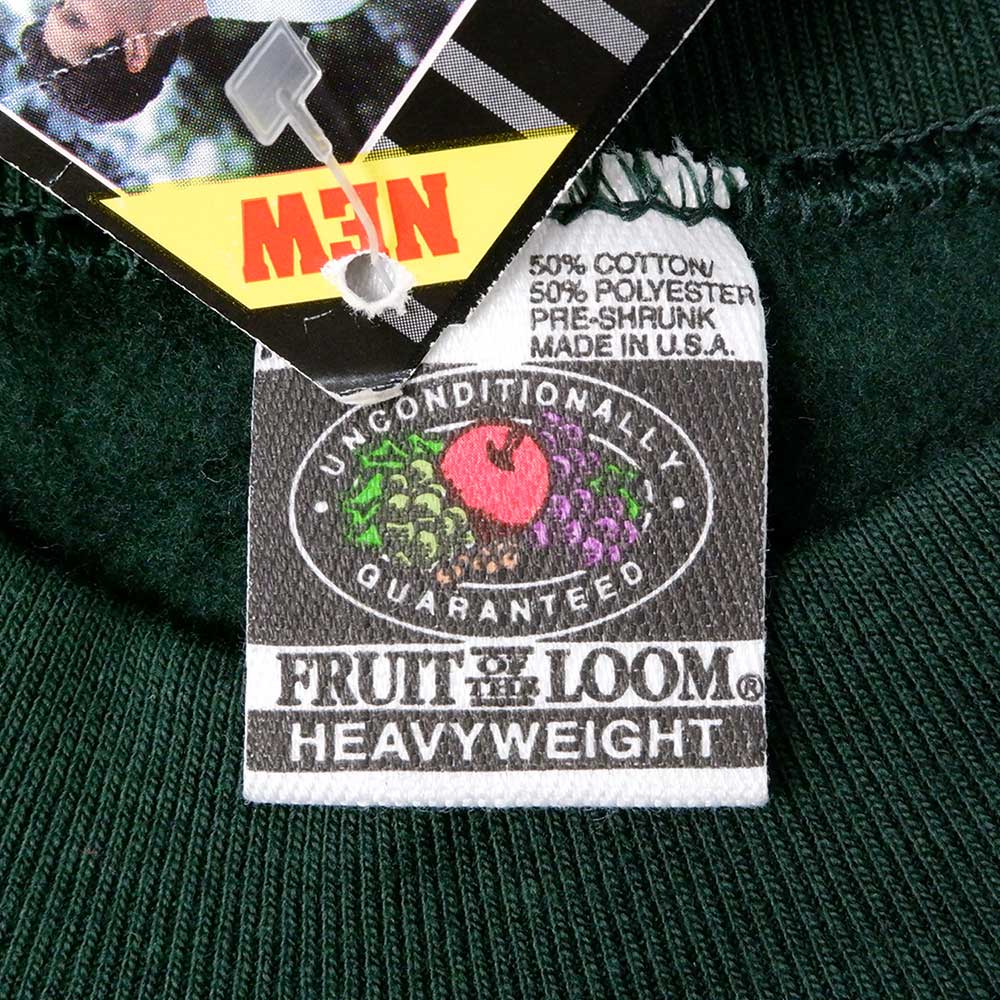 NEW
50% COTTON/
50% POLYESTER
PRE-SHRUNK
MADE IN U.S.A.
UNCONDITIONALLY
GUARANTEED
FRUIT OF THE LOOM®
HEAVYWEIGHT